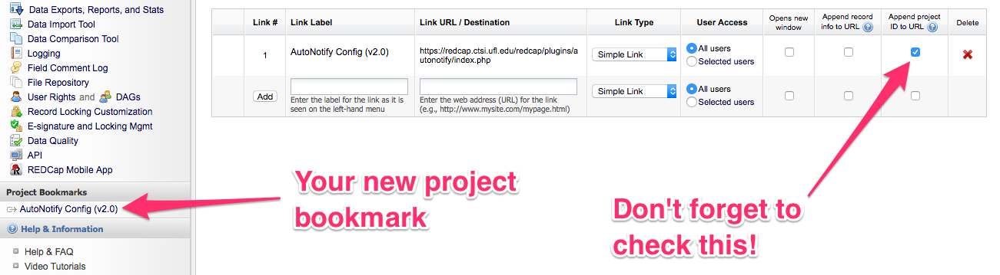 Data Exports, Reports, and Stats
Data Import Tool
Data Comparison Tool
Logging
Field Comment Log
File Repository
User Rights and DAGs
Record Locking Customization
E-signature and Locking Mgmt
Data Quality
API
REDCap Mobile App
Project Bookmarks
AutoNotify Config (v2.0)
Help & Information
Help & FAQ
Video Tutorials
Link # Link Label Link URL / Destination Link Type User Access Opens new window Append record info to URL ? Append project ID to URL ? Delete
1 AutoNotify Config (v2.0) https://redcap.ctsi.ufl.edu/redcap/plugins/a
utonotify/index.php
Simple Link
All users
Selected users
Add
Enter the label for the link as it is
seen on the left-hand menu
Enter the web address (URL) for the link
(e.g., http://www.mysite.com/mypage.html)
Simple Link
All users
Selected users
Your new project
bookmark
Don't forget to
check this!